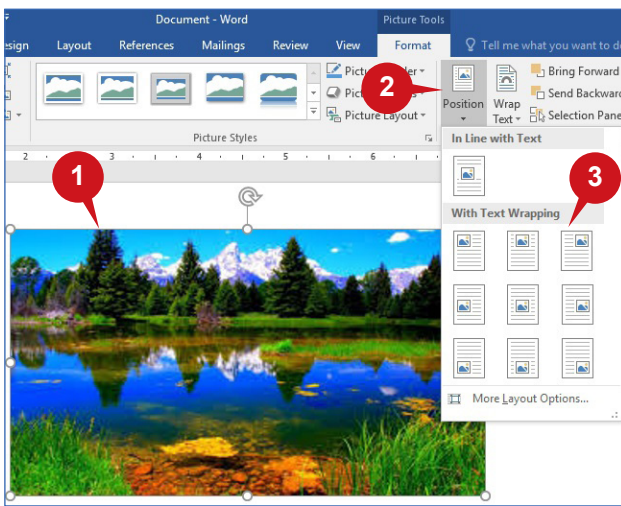 Document - Word
Picture Tools
esign Layout References Mailings Review View Format Tell me what you want to d
2
Position
Wrap
Text
Bring Forward
Send Backward
Selection Pane
Picture Layout
Picture Styles
In Line with Text
2 3 4 5 6
1
3
With Text Wrapping
More Layout Options...